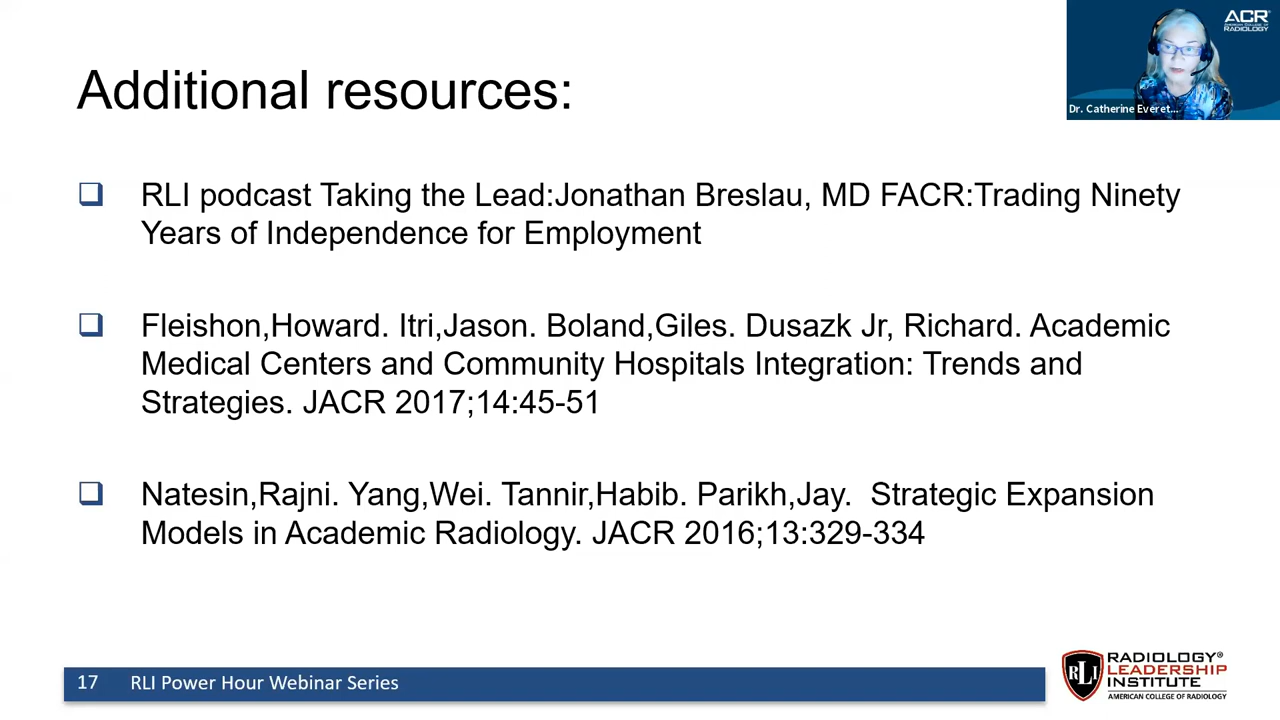 ACR®
AMERICAN COLLEGE OF
RADIOLOGY
Dr. Catherine Everet...
Additional resources:
RLI podcast Taking the Lead:Jonathan Breslau, MD FACR:Trading Ninety
Years of Independence for Employment
Fleishon,Howard. Itri,Jason. Boland,Giles. Dusazk Jr, Richard. Academic
Medical Centers and Community Hospitals Integration: Trends and
Strategies. JACR 2017;14:45-51
Natesin,Rajni. Yang,Wei. Tannir,Habib. Parikh,Jay. Strategic Expansion
Models in Academic Radiology. JACR 2016;13:329-334
17 RLI Power Hour Webinar Series
RLI
RADIOLOGY®
LEADERSHIP
INSTITUTE
AMERICAN COLLEGE OF RADIOLOGY